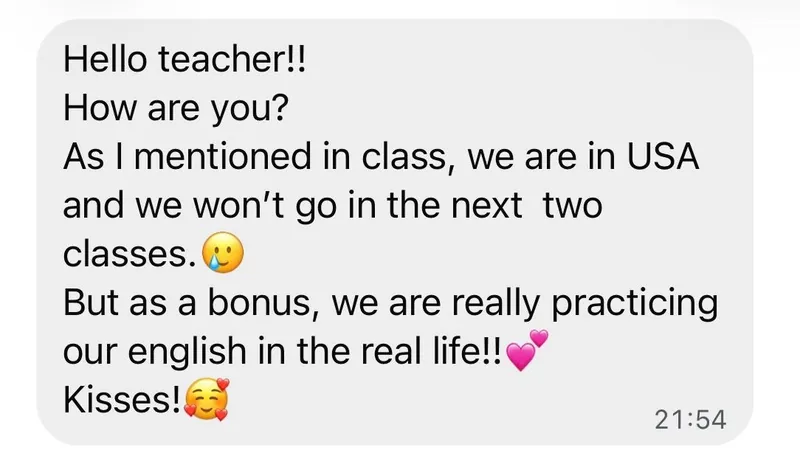 Hello teacher!!
How are you?
As I mentioned in class, we are in USA
and we won’t go in the next  two
classes.🥲
But as a bonus, we are really practicing
our english in the real life!!💕
Kisses!🥰
21:54